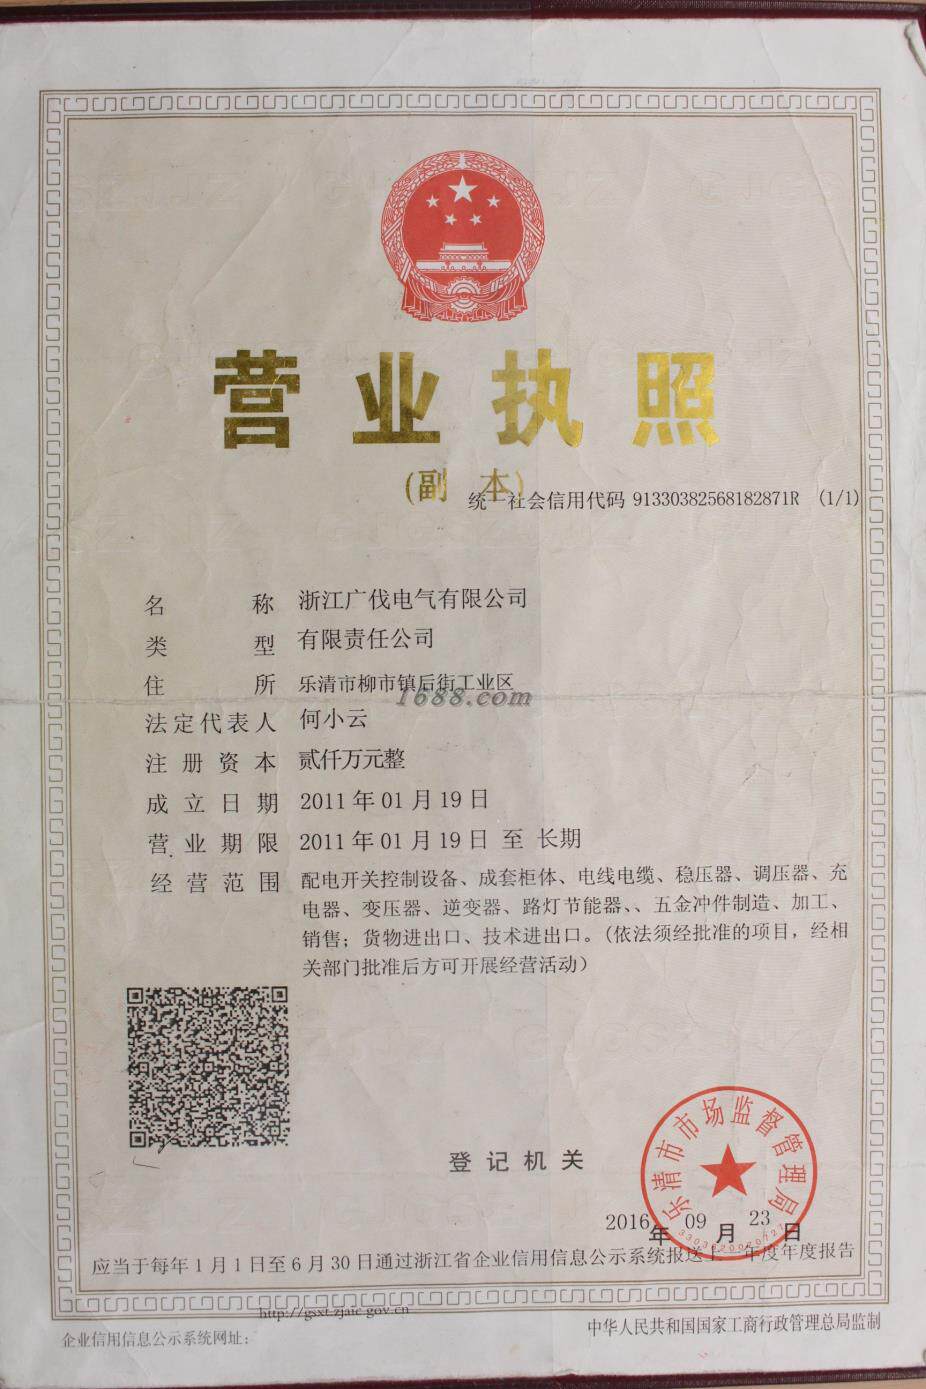 营业执照
(副本)
统一社会信用代码 91330382568182871R (1/1)
名称 浙江广伐电气有限公司
类型 有限责任公司
住所 乐清市柳市镇后街工业区
1688.com
法定代表人 何小云
注册资本 贰仟万元整
成立日期 2011年01月19日
营业期限 2011年01月19日 至 长期
经营范围 配电开关控制设备、成套柜体、电线电缆、稳压器、调压器、充
电器、变压器、逆变器、路灯节能器、、五金冲件制造、加工、
销售；货物进出口、技术进出口。(依法须经批准的项目，经相
关部门批准后方可开展经营活动)
乐清市市场监督管理局
登记机关
2016年09月23日
应当于每年1月1日至6月30日通过浙江省企业信用信息公示系统报送上一年度年度报告
http://gsxt.zjaic.gov.cn
企业信用信息公示系统网址：
中华人民共和国国家工商行政管理总局监制